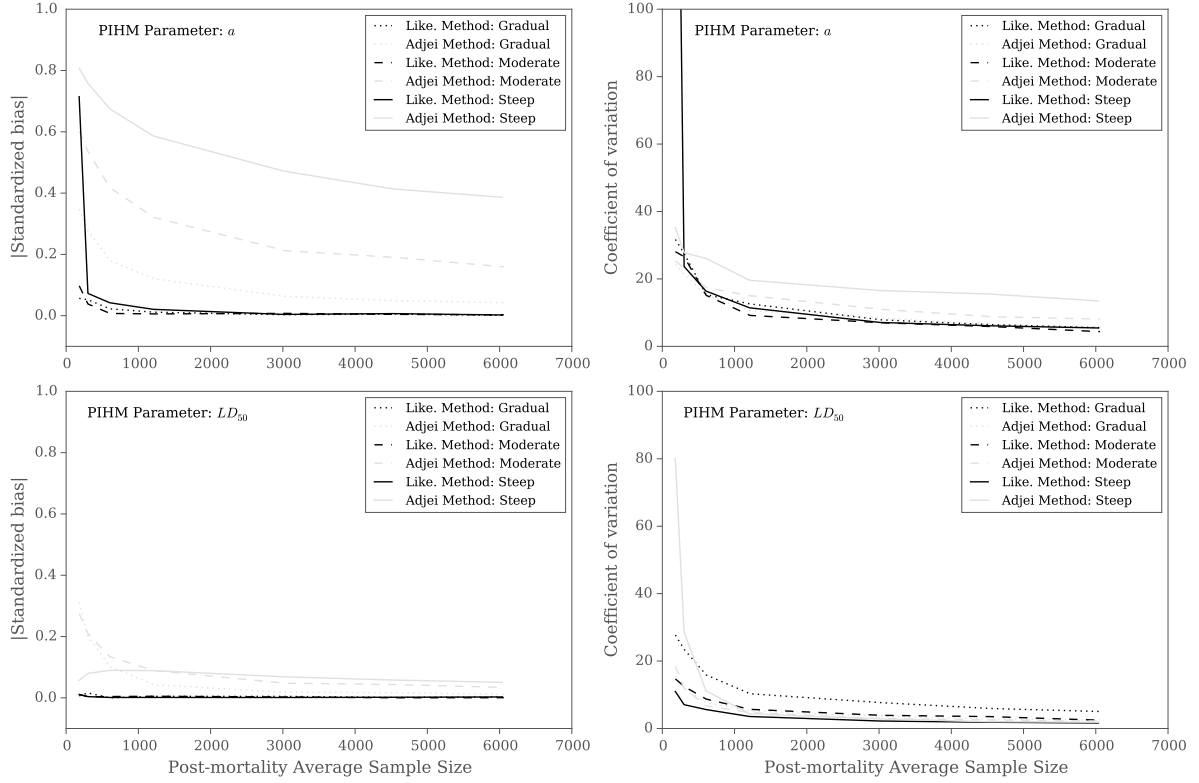 PIHM Parameter: a
Like. Method: Gradual
Adjei Method: Gradual
Like. Method: Moderate
Adjei Method: Moderate
Like. Method: Steep
Adjei Method: Steep
|Standardized bias|
1.0
0.8
0.6
0.4
0.2
0.0
0 1000 2000 3000 4000 5000 6000 7000
PIHM Parameter: a
Like. Method: Gradual
Adjei Method: Gradual
Like. Method: Moderate
Adjei Method: Moderate
Like. Method: Steep
Adjei Method: Steep
Coefficient of variation
100
80
60
40
20
0
0 1000 2000 3000 4000 5000 6000 7000
PIHM Parameter: LD50
Like. Method: Gradual
Adjei Method: Gradual
Like. Method: Moderate
Adjei Method: Moderate
Like. Method: Steep
Adjei Method: Steep
|Standardized bias|
1.0
0.8
0.6
0.4
0.2
0.0
0 1000 2000 3000 4000 5000 6000 7000
Post-mortality Average Sample Size
PIHM Parameter: LD50
Like. Method: Gradual
Adjei Method: Gradual
Like. Method: Moderate
Adjei Method: Moderate
Like. Method: Steep
Adjei Method: Steep
Coefficient of variation
100
80
60
40
20
0
0 1000 2000 3000 4000 5000 6000 7000
Post-mortality Average Sample Size